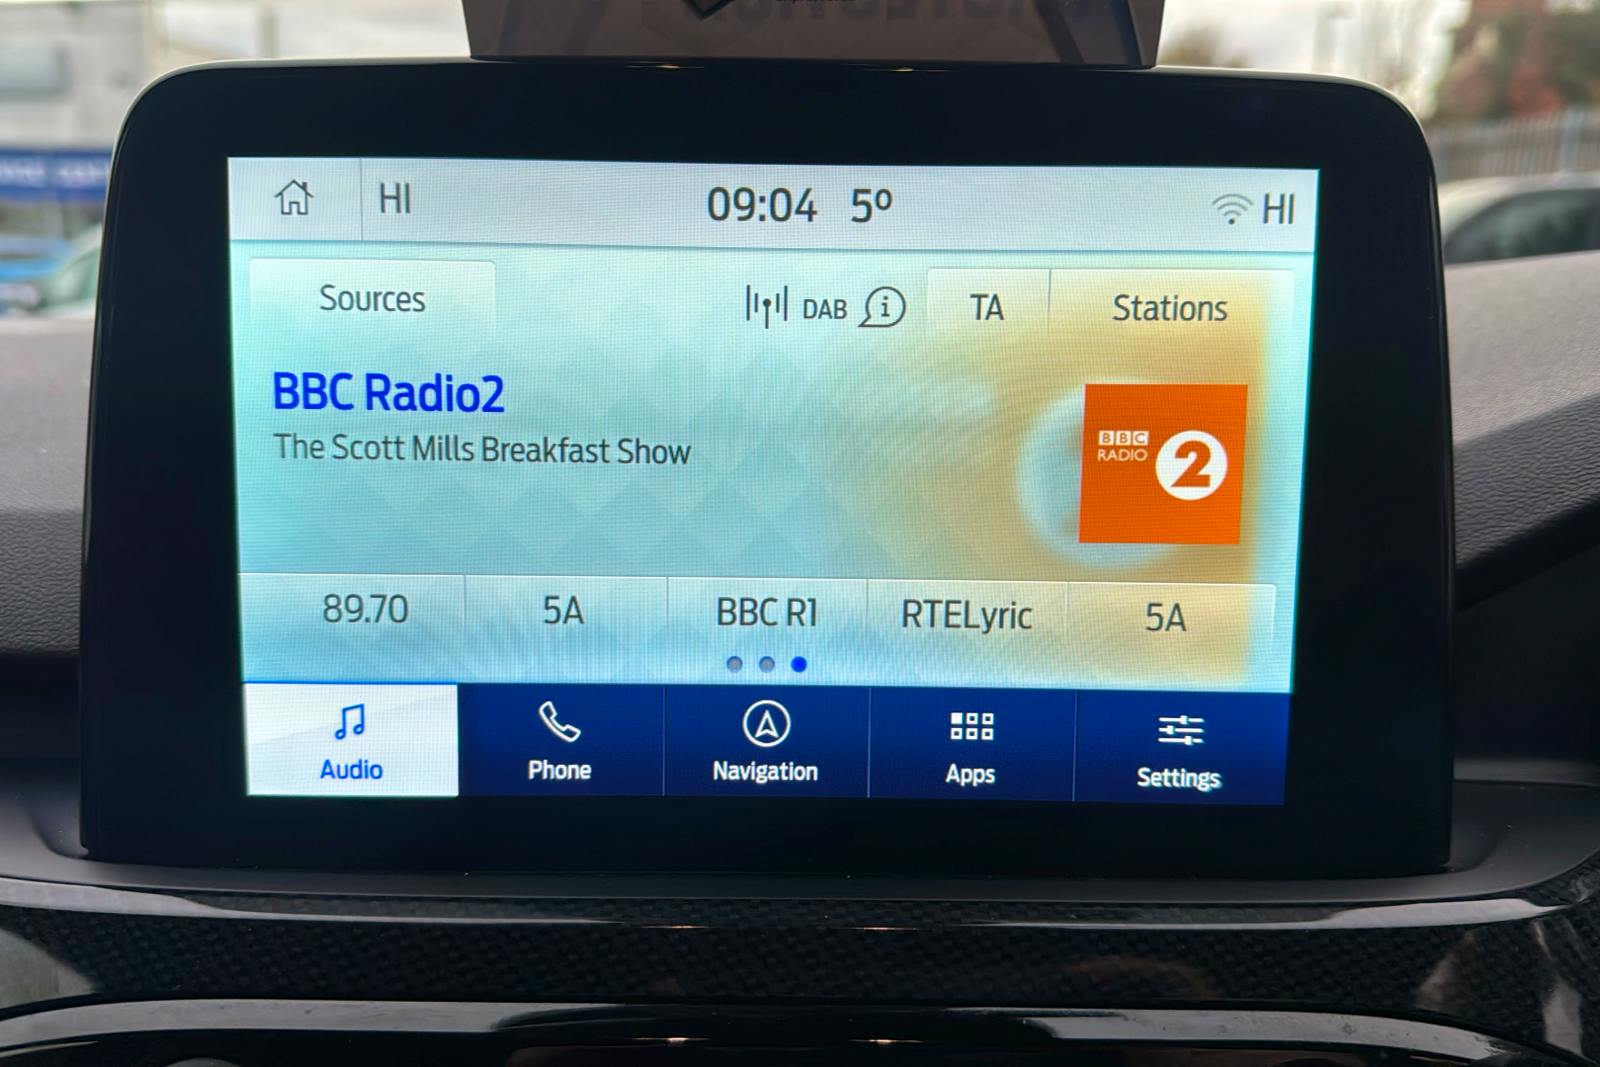 HI 09:04 5º HI
Sources DAB TA Stations
BBC Radio2
The Scott Mills Breakfast Show
BBC
RADIO 2
89.70 5A BBC R1 RTELyric 5A
Audio Phone Navigation Apps Settings